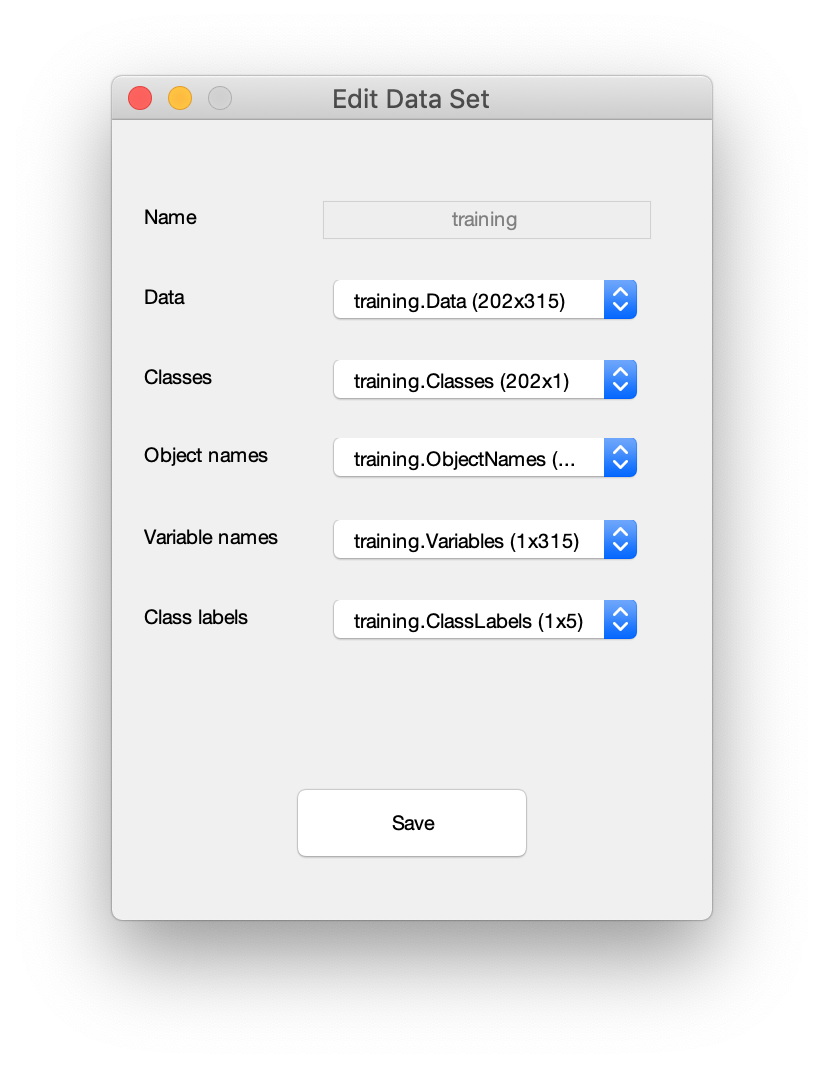 Edit Data Set
Name
training
Data
training.Data (202x315)
Classes
training.Classes (202x1)
Object names
training.ObjectNames (...
Variable names
training.Variables (1x315)
Class labels
training.ClassLabels (1x5)
Save